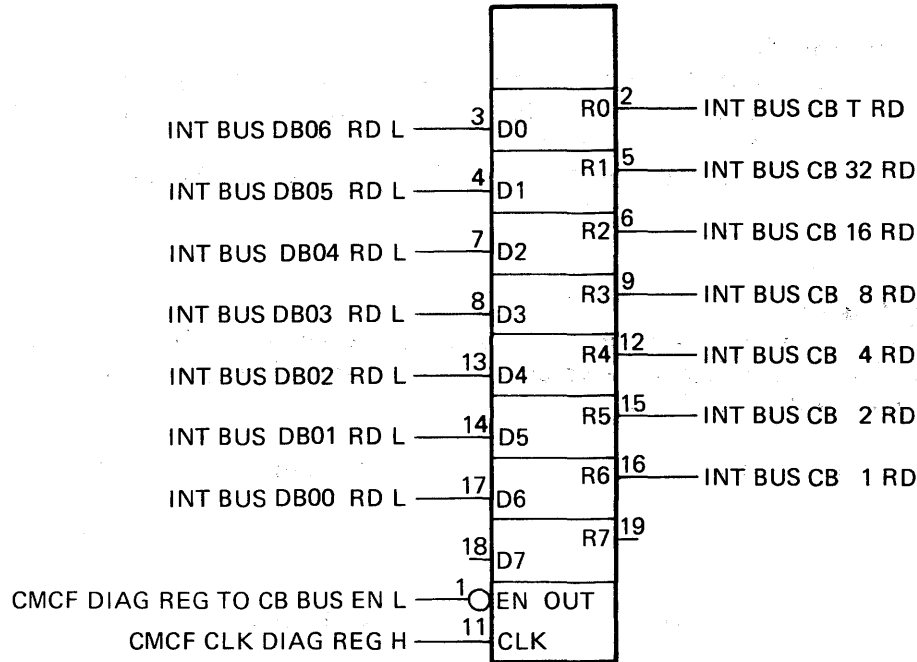 R0 2 INT BUS CB T RD
INT BUS DB06 RD L 3 D0
R1 5 INT BUS CB 32 RD
INT BUS DB05 RD L 4 D1
R2 6 INT BUS CB 16 RD
INT BUS DB04 RD L 7 D2
R3 9 INT BUS CB 8 RD
INT BUS DB03 RD L 8 D3
R4 12 INT BUS CB 4 RD
INT BUS DB02 RD L 13 D4
R5 15 INT BUS CB 2 RD
INT BUS DB01 RD L 14 D5
R6 16 INT BUS CB 1 RD
INT BUS DB00 RD L 17 D6
R7 19
18 D7
CMCF DIAG REG TO CB BUS EN L 1 EN OUT
CMCF CLK DIAG REG H 11 CLK